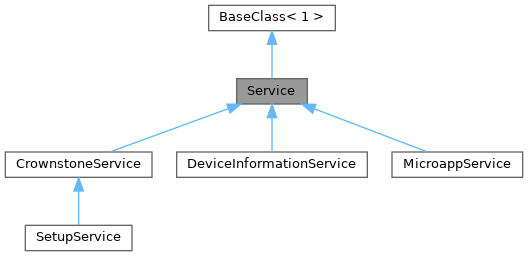 BaseClass< 1 >
Service
CrownstoneService
DeviceInformationService
MicroappService
SetupService